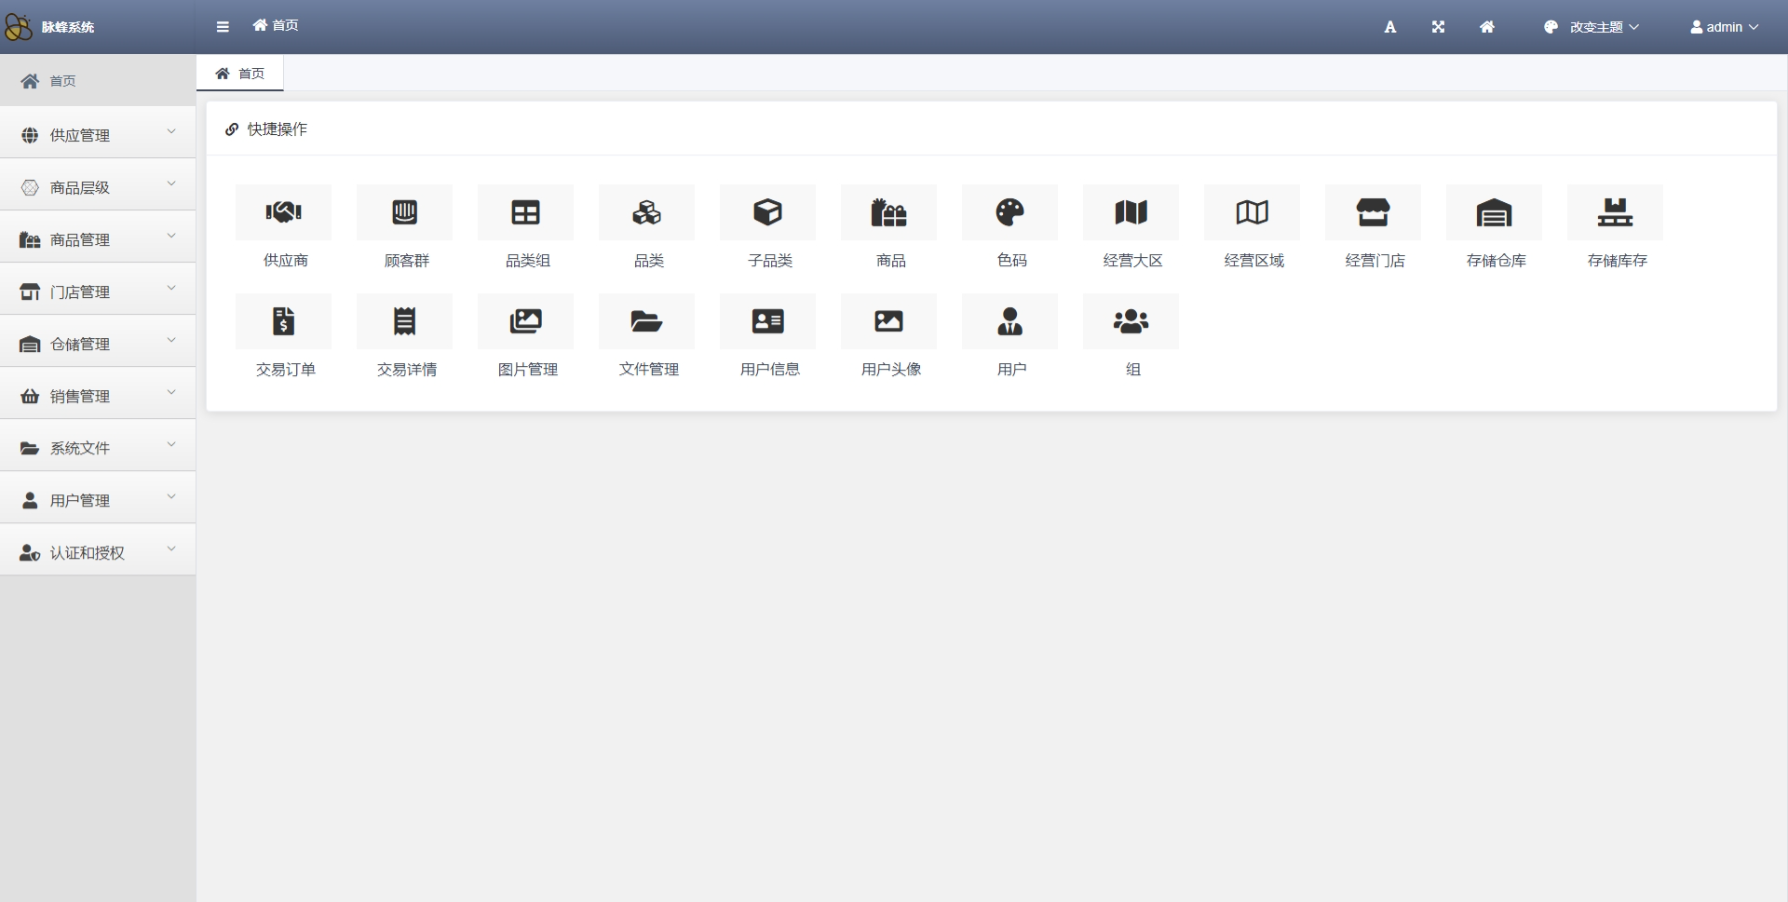 脉蜂系统
首页
A
改变主题
admin
首页
供应管理
商品层级
商品管理
门店管理
仓储管理
销售管理
系统文件
用户管理
认证和授权
首页
快捷操作
供应商 顾客群 品类组 品类 子品类 商品 色码 经营大区 经营区域 经营门店 存储仓库 存储库存
交易订单 交易详情 图片管理 文件管理 用户信息 用户头像 用户 组